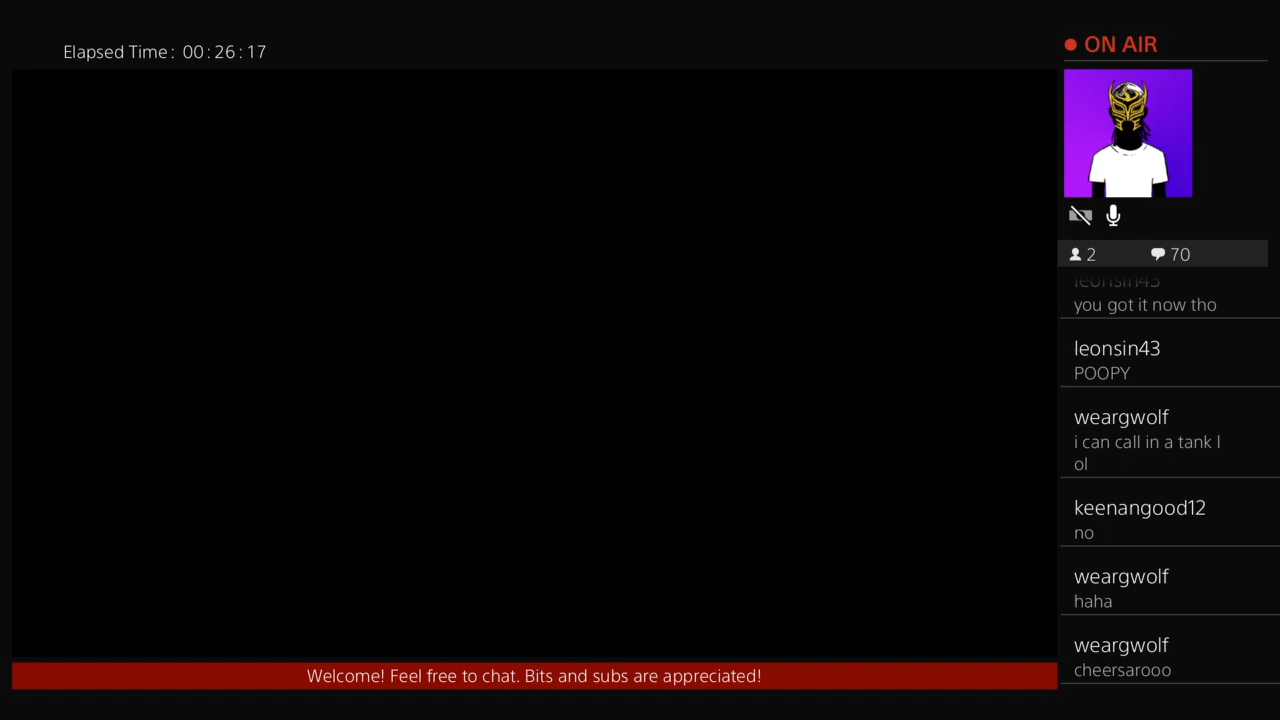 Elapsed Time: 00:26:17
ON AIR
2 70
leonsin43
you got it now tho
leonsin43
POOPY
weargwolf
i can call in a tank l
ol
keenangood12
no
weargwolf
haha
weargwolf
cheersarooo
Welcome! Feel free to chat. Bits and subs are appreciated!